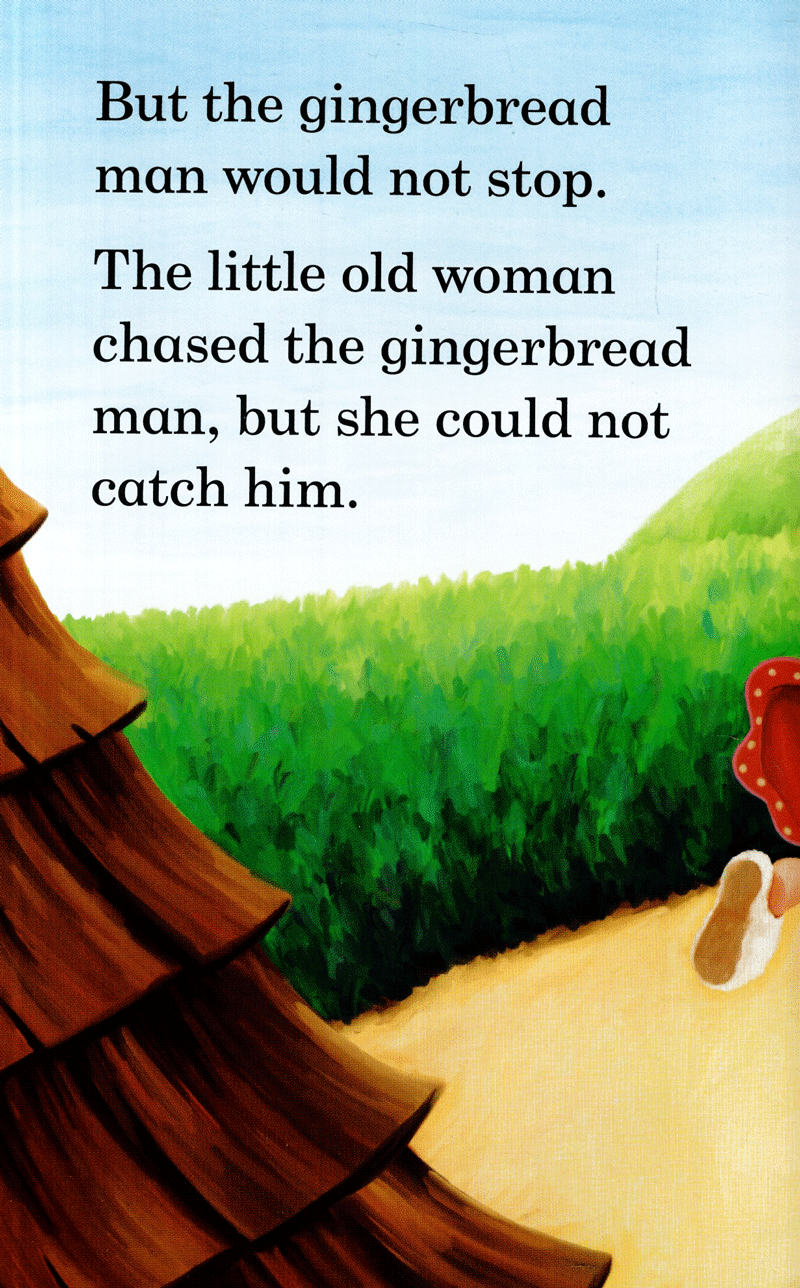 But the gingerbread
man would not stop.
The little old woman
chased the gingerbread
man, but she could not
catch him.